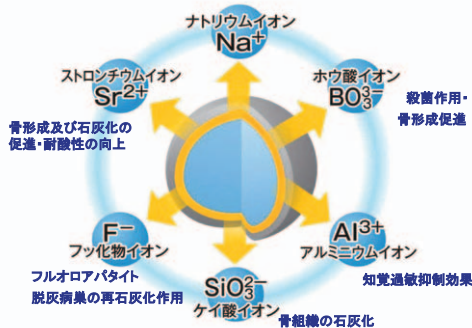 ナトリウムイオン
Na⁺
ストロンチウムイオン
Sr²⁺
骨形成及び石灰化の
促進・耐酸性の向上
ホウ酸イオン
BO₃³⁻
殺菌作用・
骨形成促進
F⁻
フッ化物イオン
フルオロアパタイト
脱灰病巣の再石灰化作用
Al³⁺
アルミニウムイオン
知覚過敏抑制効果
SiO₃²⁻
ケイ酸イオン
骨組織の石灰化